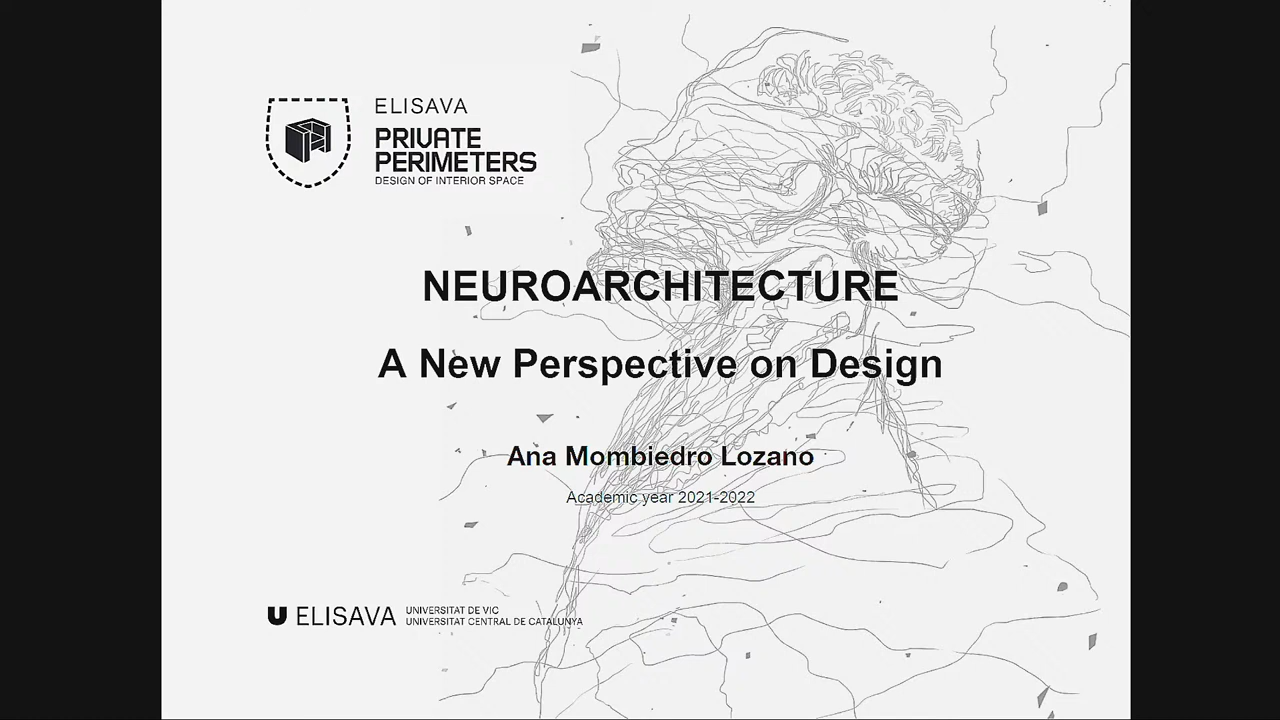 ELISAVA
PRIVATE
PERIMETERS
DESIGN OF INTERIOR SPACE
NEUROARCHITECTURE
A New Perspective on Design
Ana Mombiedro Lozano
Academic year 2021-2022
U ELISAVA UNIVERSITAT DE VIC
UNIVERSITAT CENTRAL DE CATALUNYA